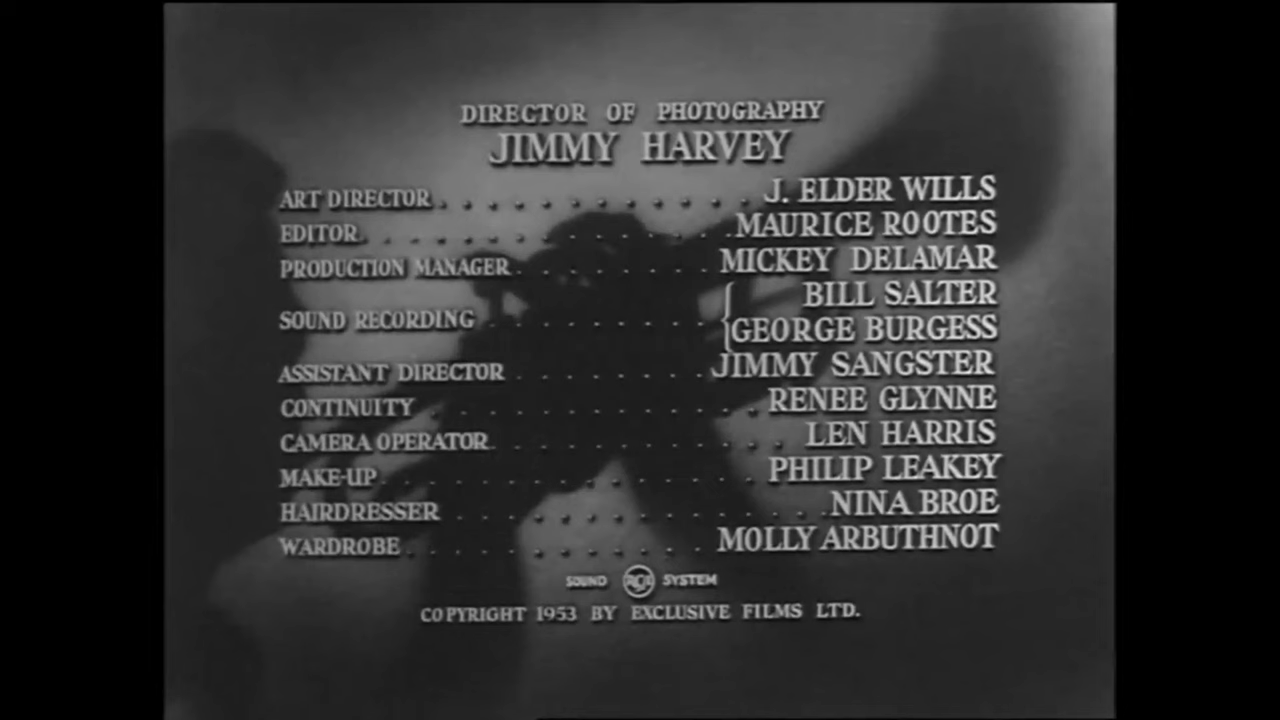 DIRECTOR OF PHOTOGRAPHY
JIMMY HARVEY
ART DIRECTOR . . . . . . . . . . . . J. ELDER WILLS
EDITOR . . . . . . . . . . . . . . MAURICE ROOTES
PRODUCTION MANAGER . . . . . . . . MICKEY DELAMAR
SOUND RECORDING . . . . . . . . { BILL SALTER
GEORGE BURGESS
ASSISTANT DIRECTOR . . . . . . . . JIMMY SANGSTER
CONTINUITY . . . . . . . . . . . . . RENEE GLYNNE
CAMERA OPERATOR . . . . . . . . . . . . LEN HARRIS
MAKE-UP . . . . . . . . . . . . . . . PHILIP LEAKEY
HAIRDRESSER . . . . . . . . . . . . . . . NINA BROE
WARDROBE . . . . . . . . . . . . MOLLY ARBUTHNOT
SOUND RCA SYSTEM
COPYRIGHT 1953 BY EXCLUSIVE FILMS LTD.